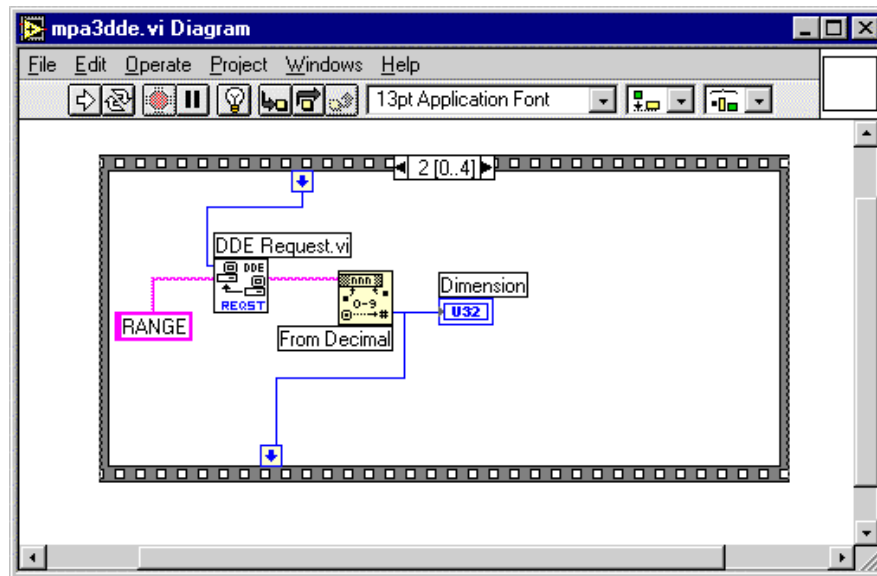 mpa3dde.vi Diagram
File Edit Operate Project Windows Help
13pt Application Font
2 [0..4]
DDE Request.vi
DDE
REQST
nnn
0-9
#
RANGE
From Decimal
Dimension
U32